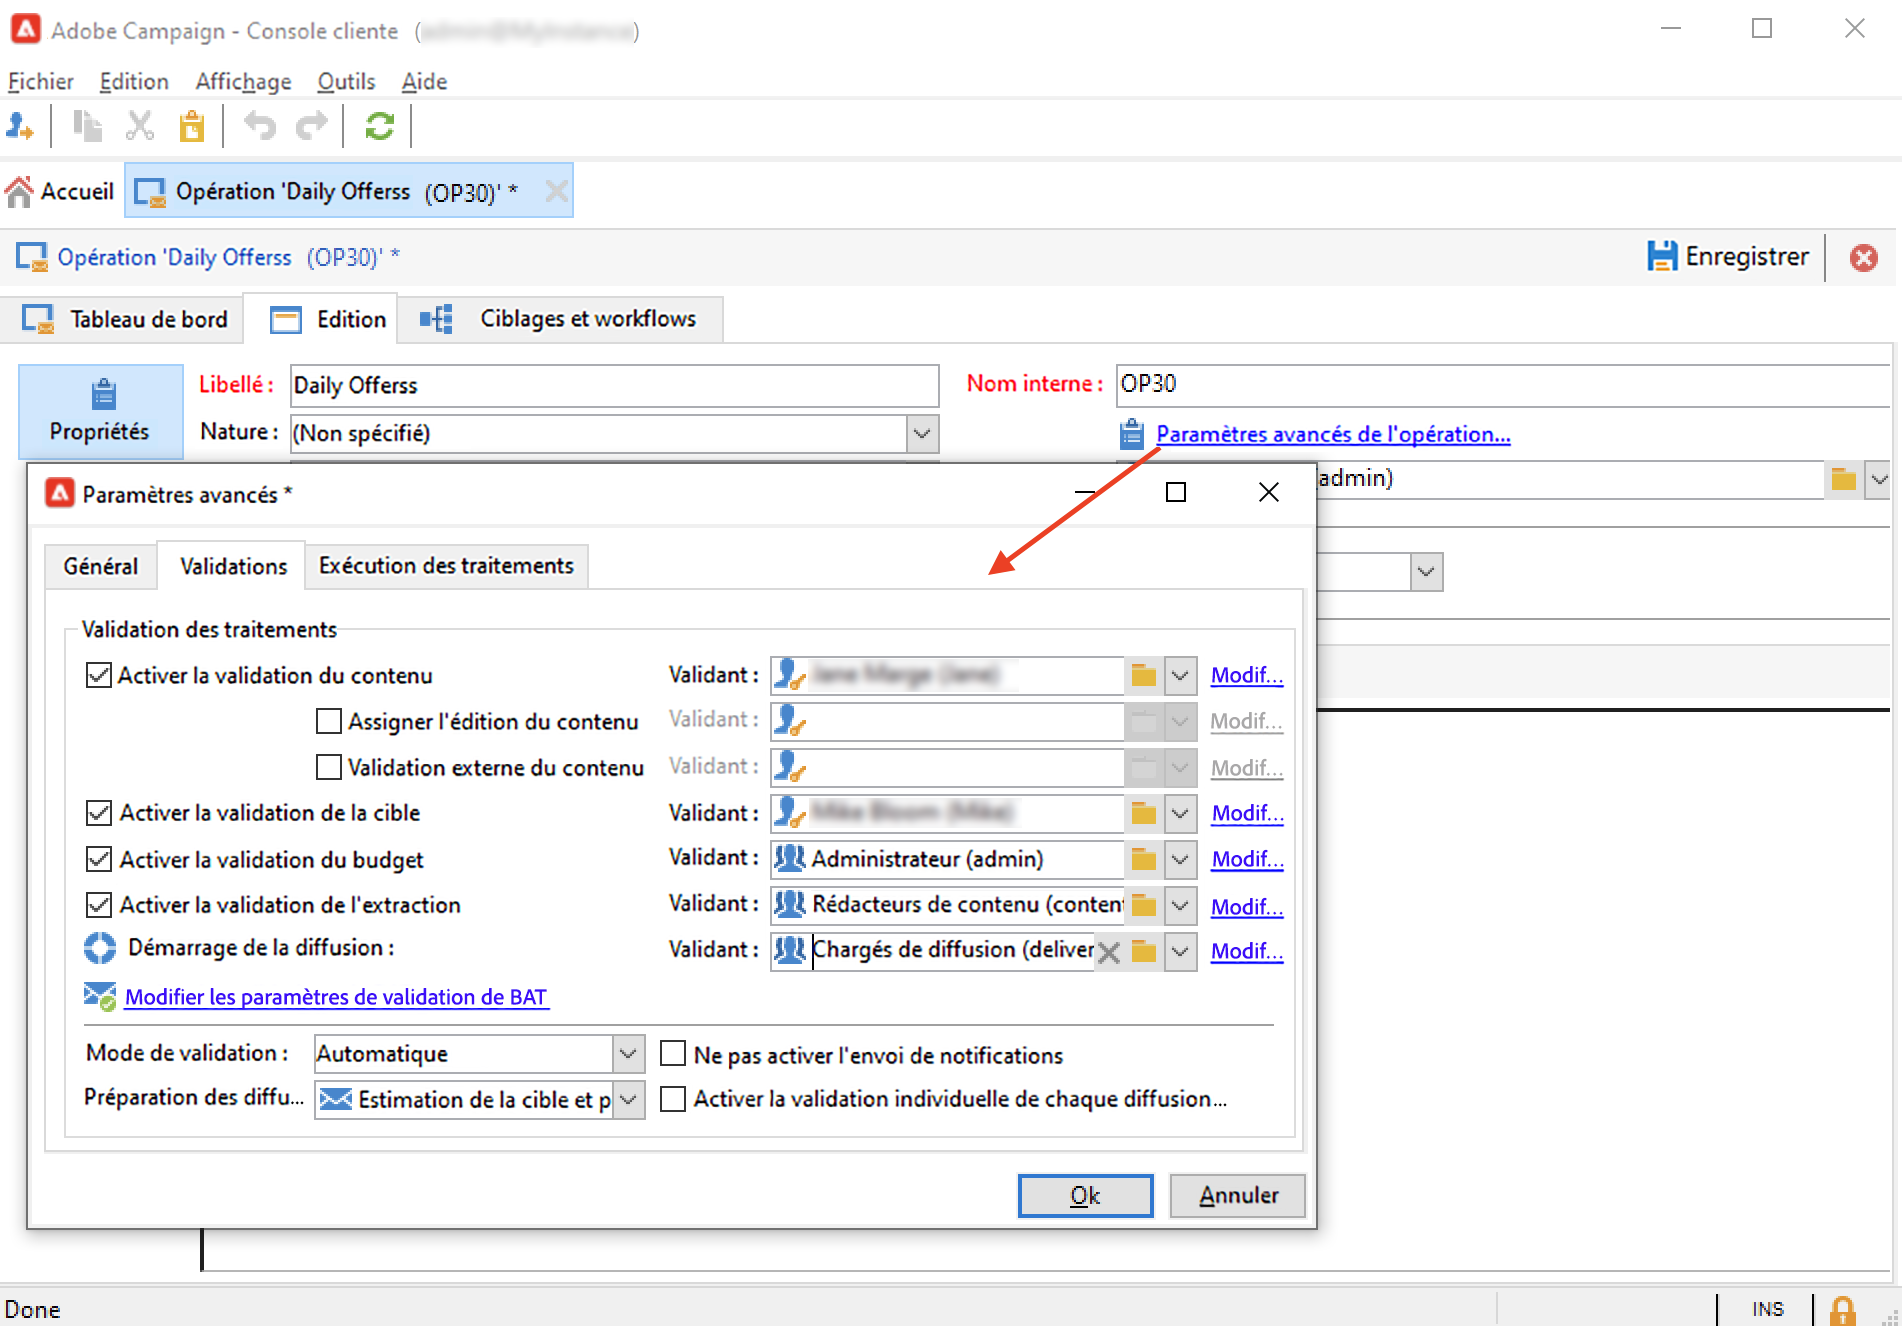 Adobe Campaign - Console cliente
Fichier Edition Affichage Outils Aide
Accueil Opération 'Daily Offerss (OP30)' *
Opération 'Daily Offerss (OP30)' * Enregistrer
Tableau de bord Edition Ciblages et workflows
Propriétés
Libellé : Daily Offerss Nom interne : OP30
Nature : (Non spécifié) Paramètres avancés de l'opération...
admin)
Paramètres avancés *
Général Validations Exécution des traitements
Validation des traitements
Activer la validation du contenu Validant : Modif...
Assigner l'édition du contenu Validant : Modif...
Validation externe du contenu Validant : Modif...
Activer la validation de la cible Validant : Modif...
Activer la validation du budget Validant : Administrateur (admin) Modif...
Activer la validation de l'extraction Validant : Rédacteurs de contenu (conten Modif...
Démarrage de la diffusion : Validant : Chargés de diffusion (deliver Modif...
Modifier les paramètres de validation de BAT
Mode de validation : Automatique Ne pas activer l'envoi de notifications
Préparation des diffu... Estimation de la cible et p Activer la validation individuelle de chaque diffusion...
Ok Annuler
Done INS